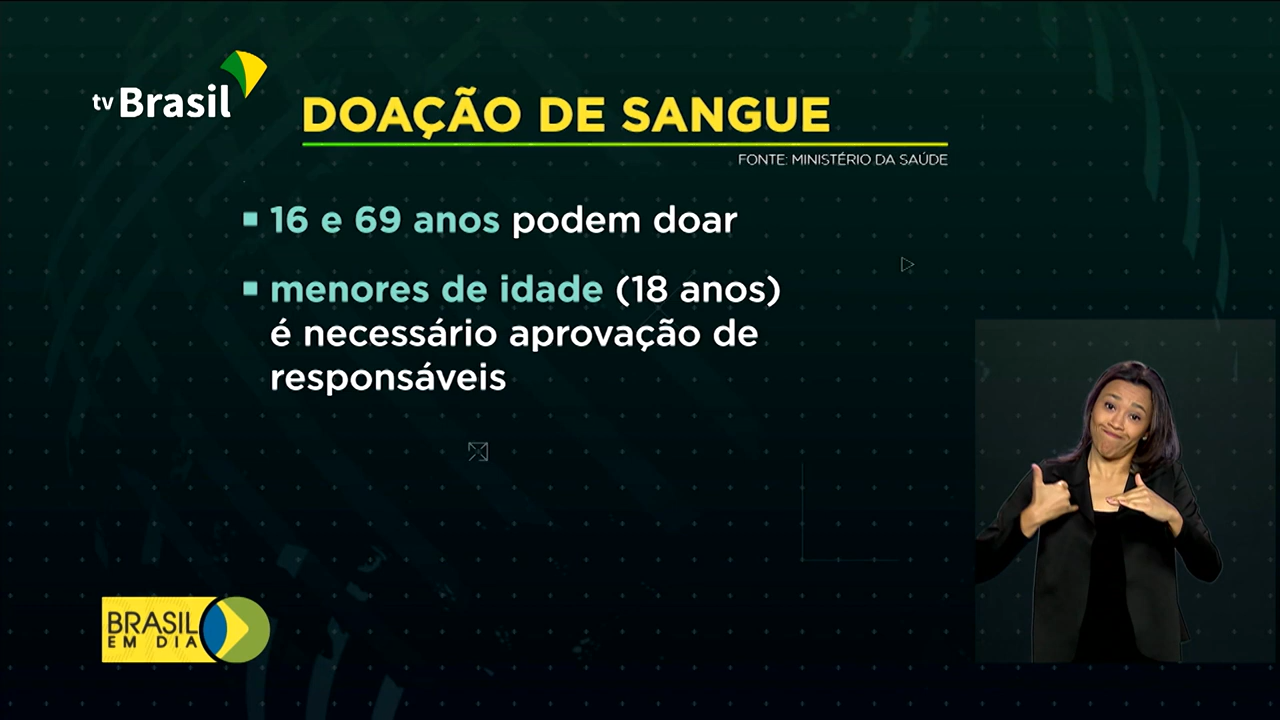 tv Brasil
DOAÇÃO DE SANGUE
FONTE: MINISTÉRIO DA SAÚDE
16 e 69 anos podem doar
menores de idade (18 anos)
é necessário aprovação de
responsáveis
BRASIL
EM DIA